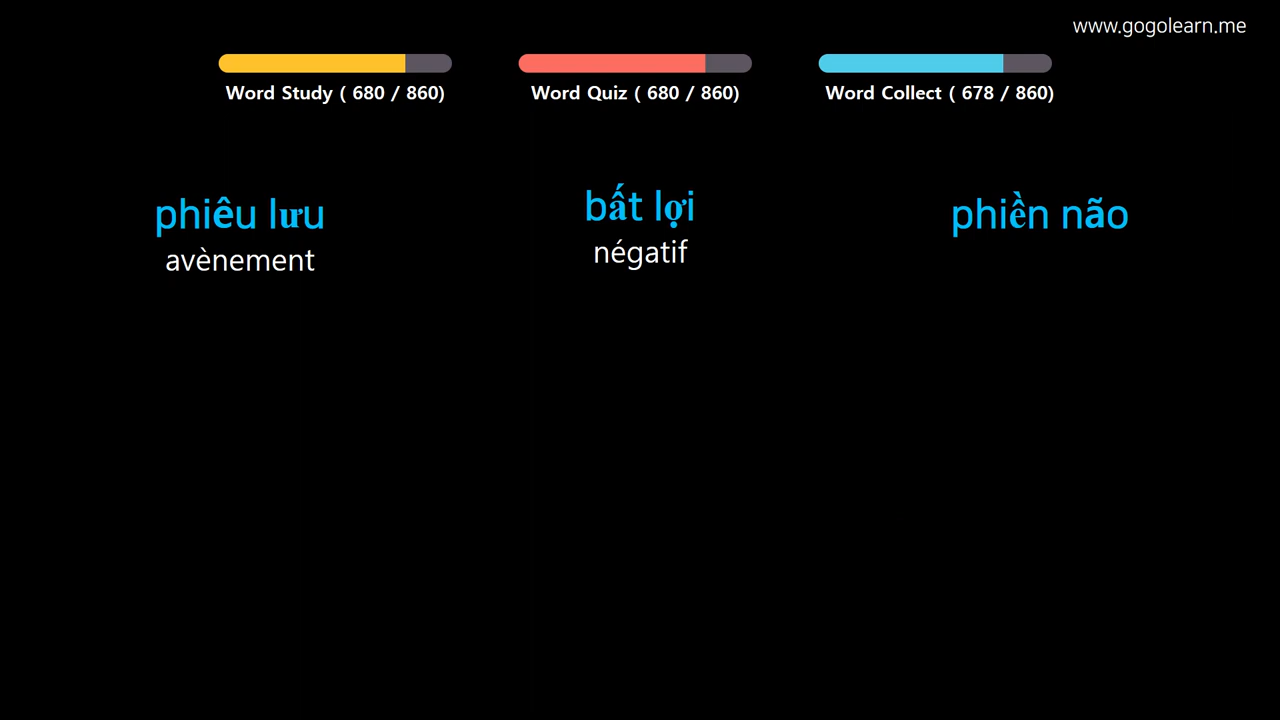 www.gogolearn.me
Word Study ( 680 / 860)
Word Quiz ( 680 / 860)
Word Collect ( 678 / 860)
phiêu lưu
avènement
bất lợi
négatif
phiền não